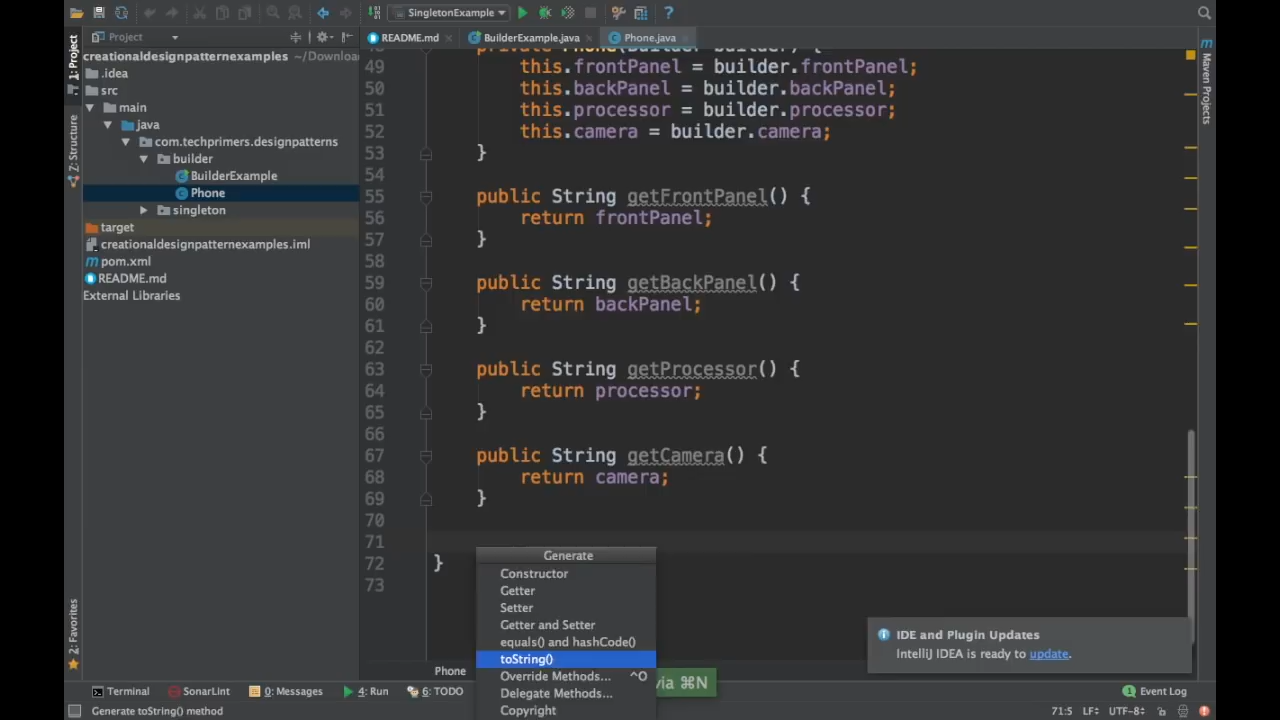 SingletonExample
Project
README.md
BuilderExample.java
Phone.java
1: Project
creationaldesignpatternexamples ~/Downloa
.idea
src
main
java
com.techprimers.designpatterns
builder
BuilderExample
Phone
singleton
target
creationaldesignpatternexamples.iml
pom.xml
README.md
External Libraries
Z: Structure
2: Favorites
Maven Projects
private Phone(Builder builder) {
49 this.frontPanel = builder.frontPanel;
50 this.backPanel = builder.backPanel;
51 this.processor = builder.processor;
52 this.camera = builder.camera;
53 }
54
55 public String getFrontPanel() {
56 return frontPanel;
57 }
58
59 public String getBackPanel() {
60 return backPanel;
61 }
62
63 public String getProcessor() {
64 return processor;
65 }
66
67 public String getCamera() {
68 return camera;
69 }
70
71
72 }
73
Generate
Constructor
Getter
Setter
Getter and Setter
equals() and hashCode()
toString()
Override Methods... ^O
Delegate Methods...
Copyright
via ⌘N
IDE and Plugin Updates
IntelliJ IDEA is ready to update.
Phone
Terminal
SonarLint
0: Messages
4: Run
6: TODO
1 Event Log
Generate toString() method
71:5
LF
UTF-8